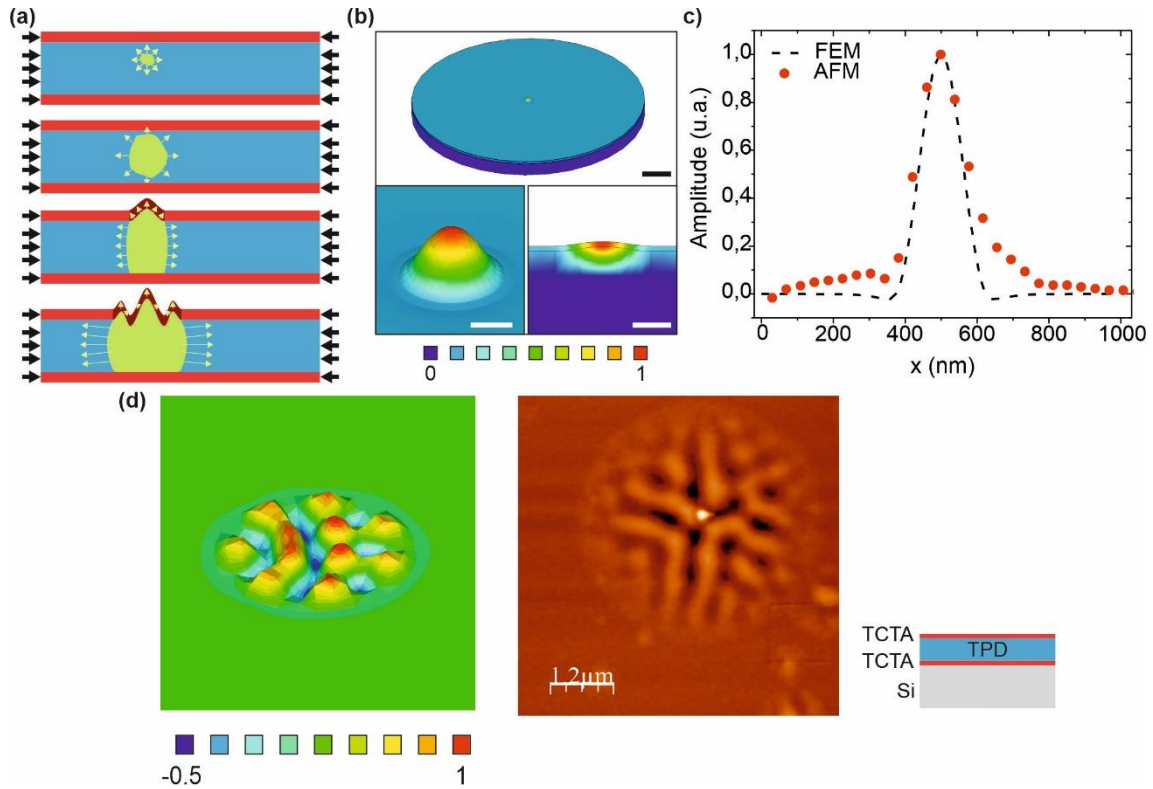 (a)
(b)
0
1
c)
FEM
AFM
Amplitude (u.a.)
1,0
0,8
0,6
0,4
0,2
0,0
0 200 400 600 800 1000
x (nm)
(d)
-0.5
1
1.2μm
TCTA
TPD
TCTA
Si